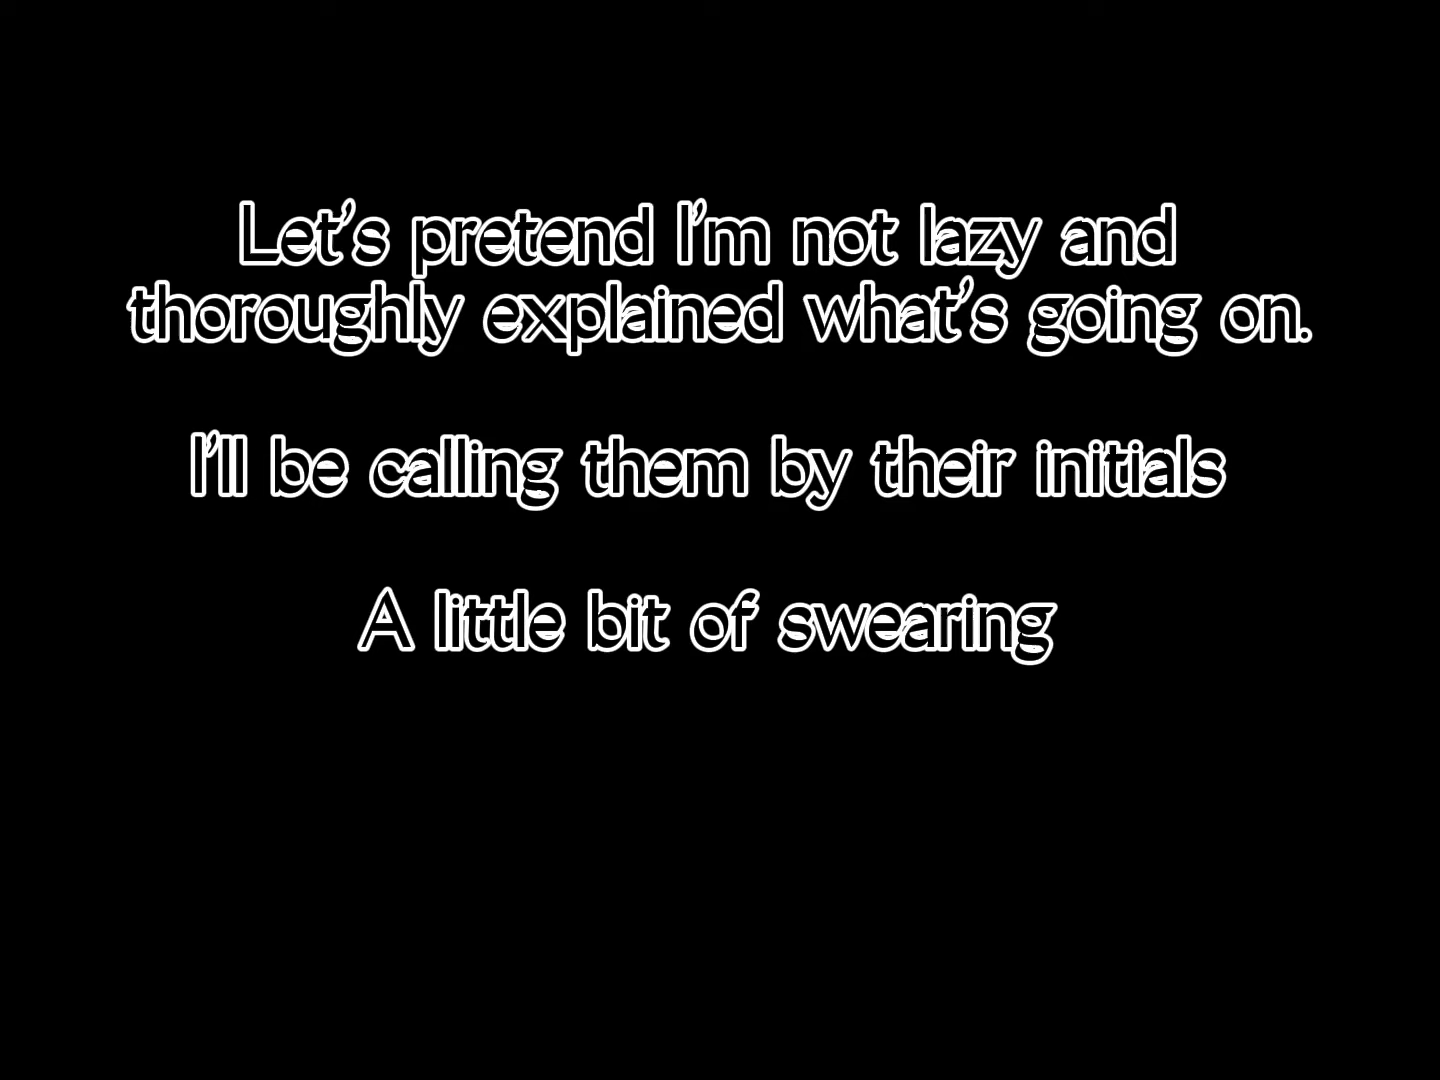 Let's pretend I'm not lazy and
thoroughly explained what's going on.
I'll be calling them by their initials
A little bit of swearing